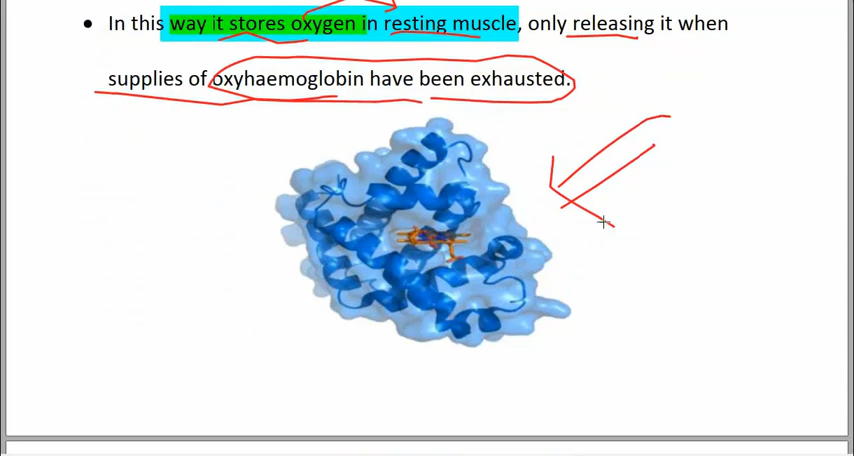 • In this way it stores oxygen in resting muscle, only releasing it when
supplies of oxyhaemoglobin have been exhausted.